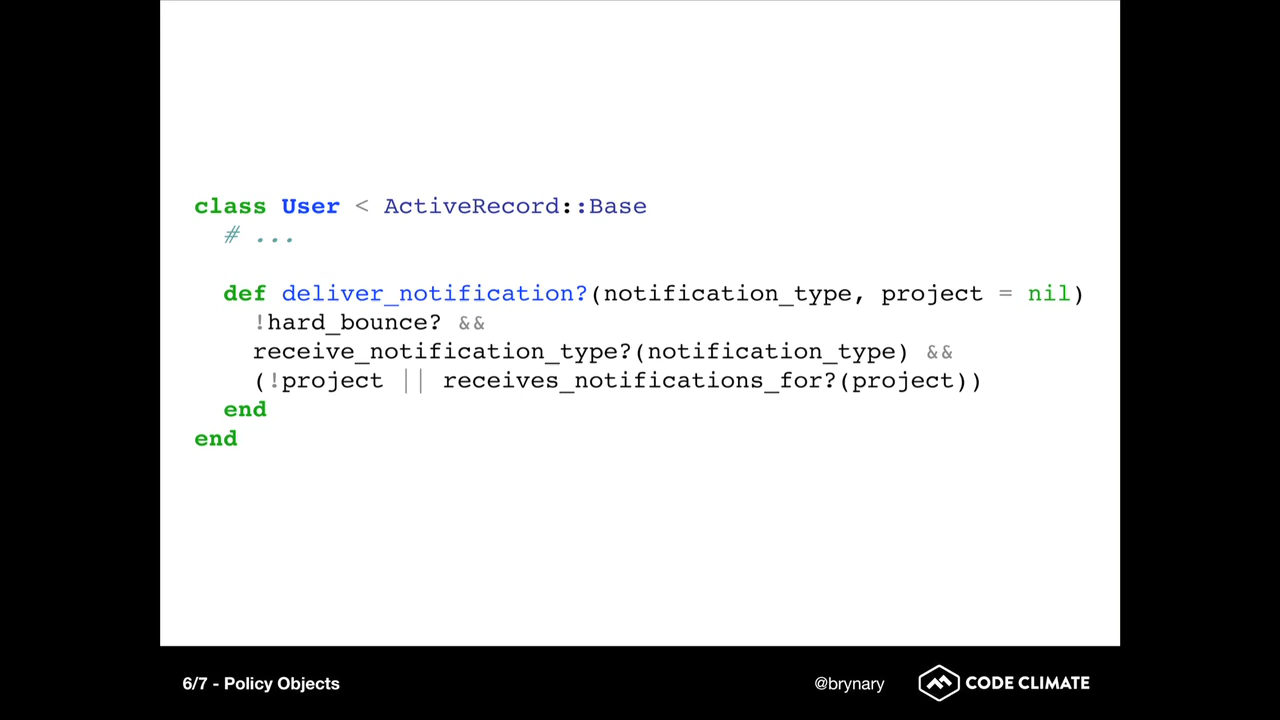 class User < ActiveRecord::Base
  # ...

  def deliver_notification?(notification_type, project = nil)
    !hard_bounce? &&
    receive_notification_type?(notification_type) &&
    (!project || receives_notifications_for?(project))
  end
end
6/7 - Policy Objects
@brynary
CODE CLIMATE